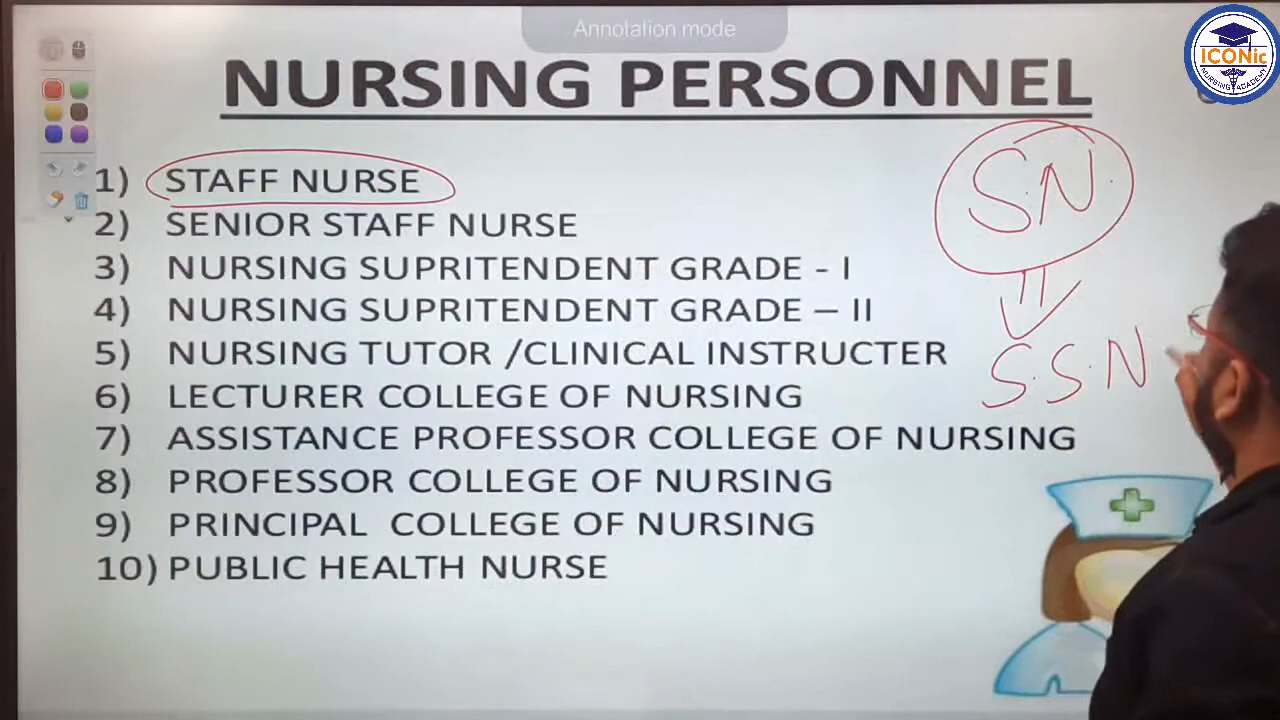 Annotation mode
ICONic
NURSING ACADEMY
NURSING PERSONNEL
1) STAFF NURSE
2) SENIOR STAFF NURSE
3) NURSING SUPRITENDENT GRADE - I
4) NURSING SUPRITENDENT GRADE – II
5) NURSING TUTOR /CLINICAL INSTRUCTER
6) LECTURER COLLEGE OF NURSING
7) ASSISTANCE PROFESSOR COLLEGE OF NURSING
8) PROFESSOR COLLEGE OF NURSING
9) PRINCIPAL COLLEGE OF NURSING
10) PUBLIC HEALTH NURSE
S.N.
S.S.N